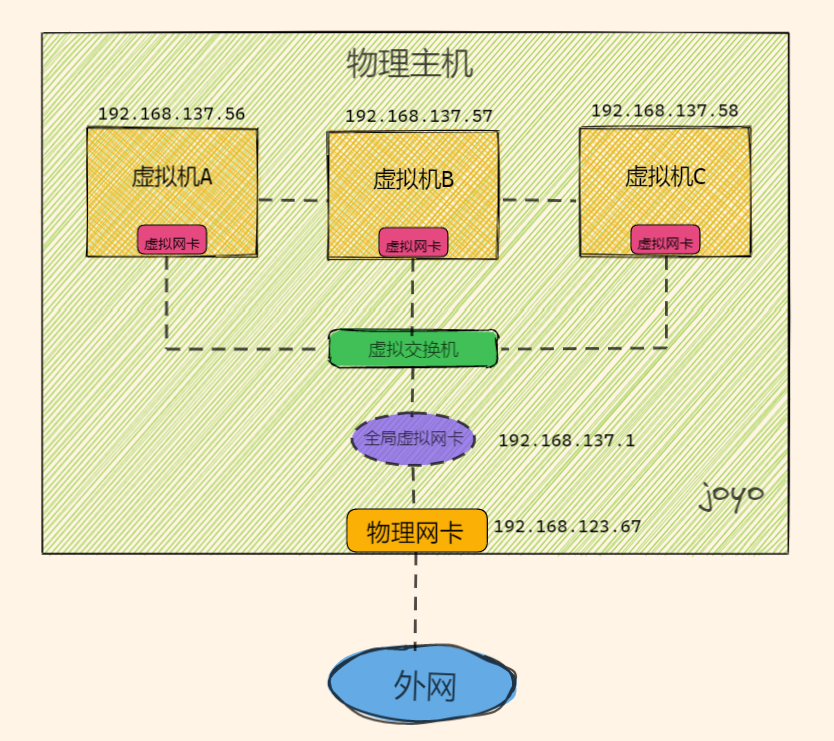 物理主机
192.168.137.56
192.168.137.57
192.168.137.58
虚拟机A
虚拟机B
虚拟机C
虚拟网卡
虚拟网卡
虚拟网卡
虚拟交换机
全局虚拟网卡
192.168.137.1
joyo
物理网卡
192.168.123.67
外网